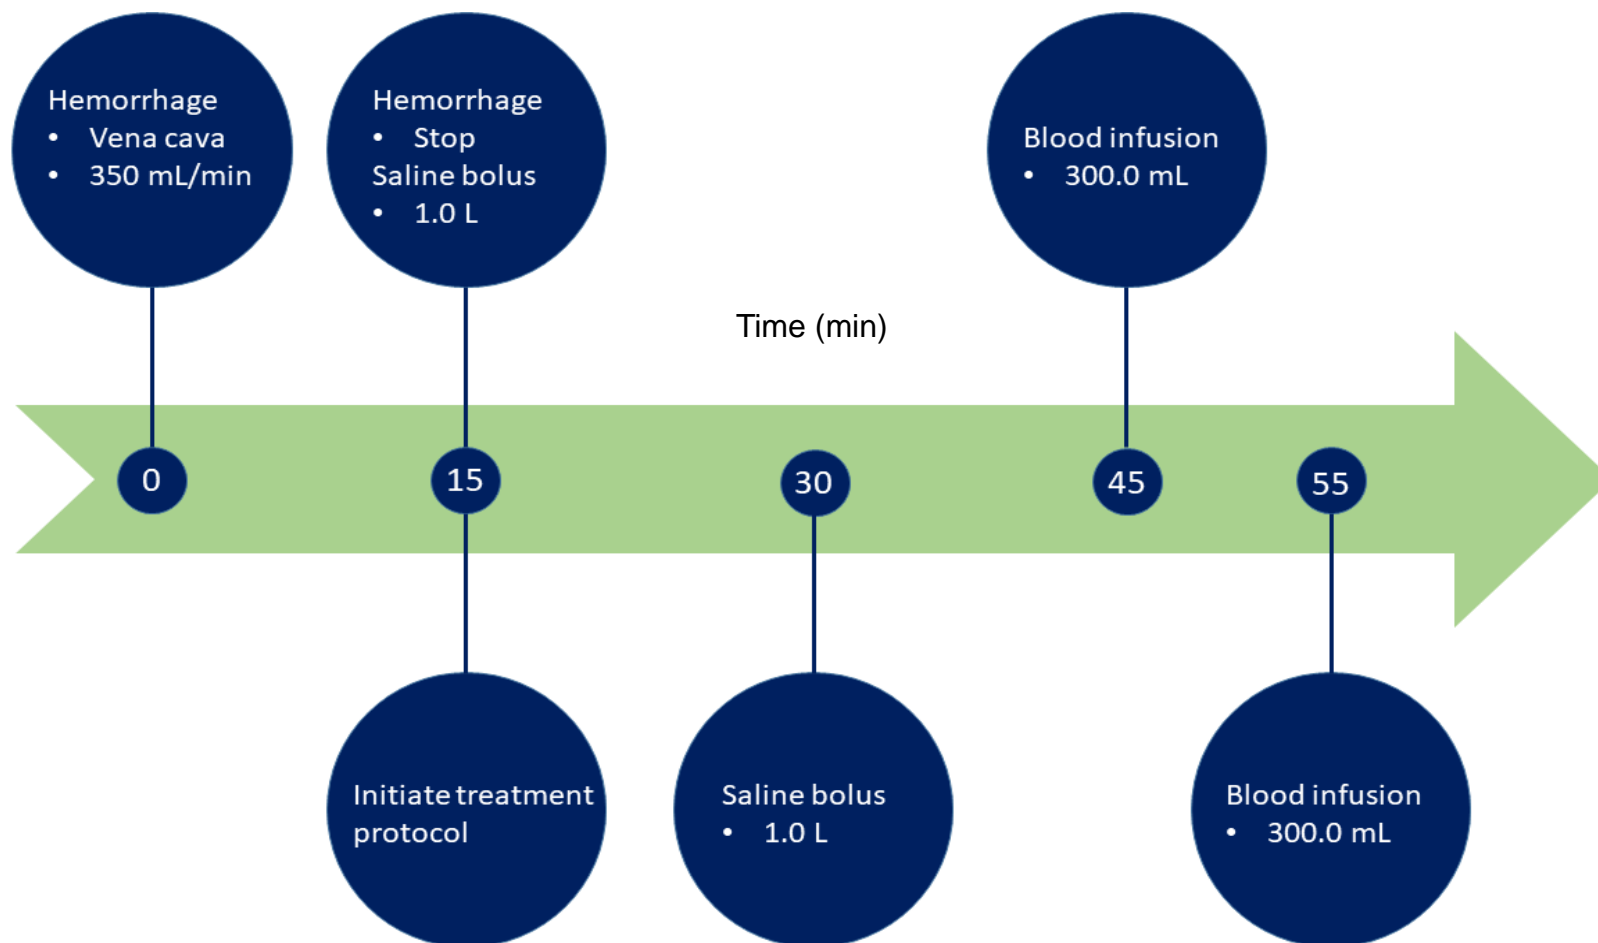 Hemorrhage
• Vena cava
• 350 mL/min
Hemorrhage
• Stop
Saline bolus
• 1.0 L
Blood infusion
• 300.0 mL
Time (min)
0
15
30
45
55
Initiate treatment
protocol
Saline bolus
• 1.0 L
Blood infusion
• 300.0 mL